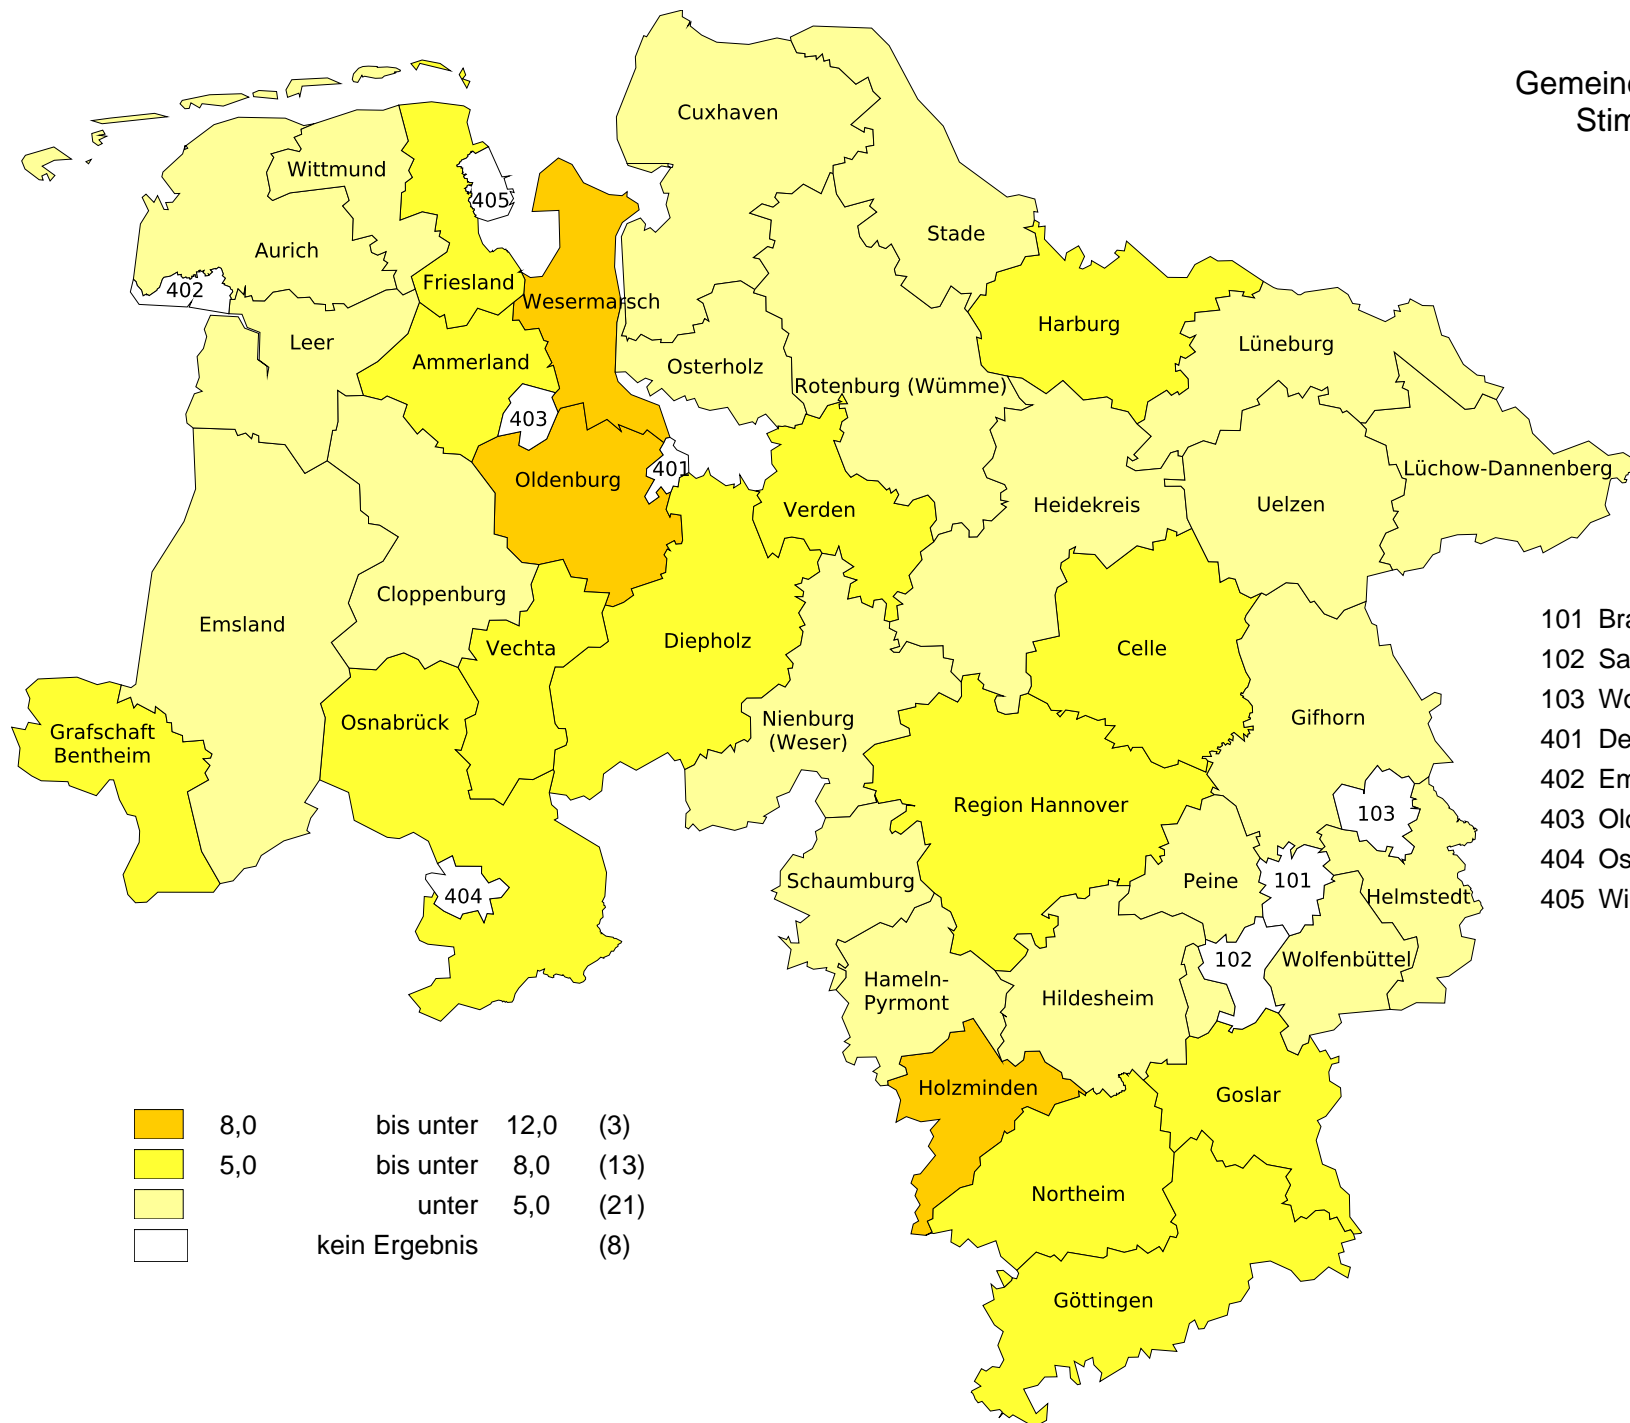 Gemeind
Stim
Cuxhaven
Wittmund
405
Stade
Aurich
Friesland
402
Wesermarsch
Harburg
Leer
Lüneburg
Ammerland
Osterholz
Rotenburg (Wümme)
403
401
Lüchow-Dannenberg
Oldenburg
Verden
Heidekreis
Uelzen
Cloppenburg
Emsland
Diepholz
Vechta
Celle
Osnabrück
Nienburg
(Weser)
Gifhorn
Grafschaft
Bentheim
Region Hannover
103
Schaumburg
Peine
101
404
Helmstedt
102
Wolfenbüttel
Hameln-
Pyrmont
Hildesheim
Holzminden
Goslar
Northeim
Göttingen
101 Bra
102 Sa
103 Wo
401 De
402 Em
403 Old
404 Os
405 Wi
8,0 bis unter 12,0 (3)
5,0 bis unter 8,0 (13)
unter 5,0 (21)
kein Ergebnis (8)